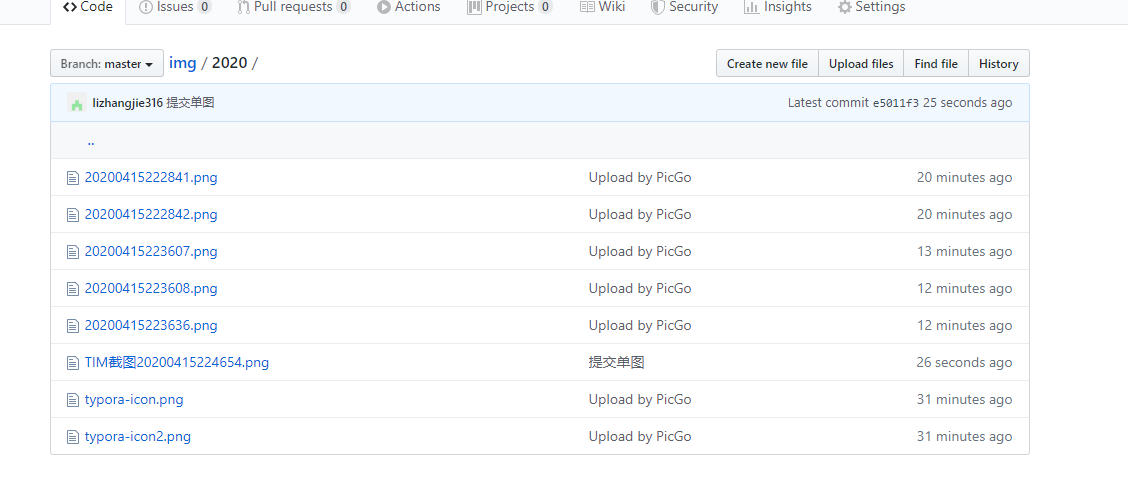 Code Issues 0 Pull requests 0 Actions Projects 0 Wiki Security Insights Settings
Branch: master img / 2020 / Create new file Upload files Find file History
lizhangjie316 提交单图 Latest commit e5011f3 25 seconds ago
..
20200415222841.png Upload by PicGo 20 minutes ago
20200415222842.png Upload by PicGo 20 minutes ago
20200415223607.png Upload by PicGo 13 minutes ago
20200415223608.png Upload by PicGo 12 minutes ago
20200415223636.png Upload by PicGo 12 minutes ago
TIM截图20200415224654.png 提交单图 26 seconds ago
typora-icon.png Upload by PicGo 31 minutes ago
typora-icon2.png Upload by PicGo 31 minutes ago